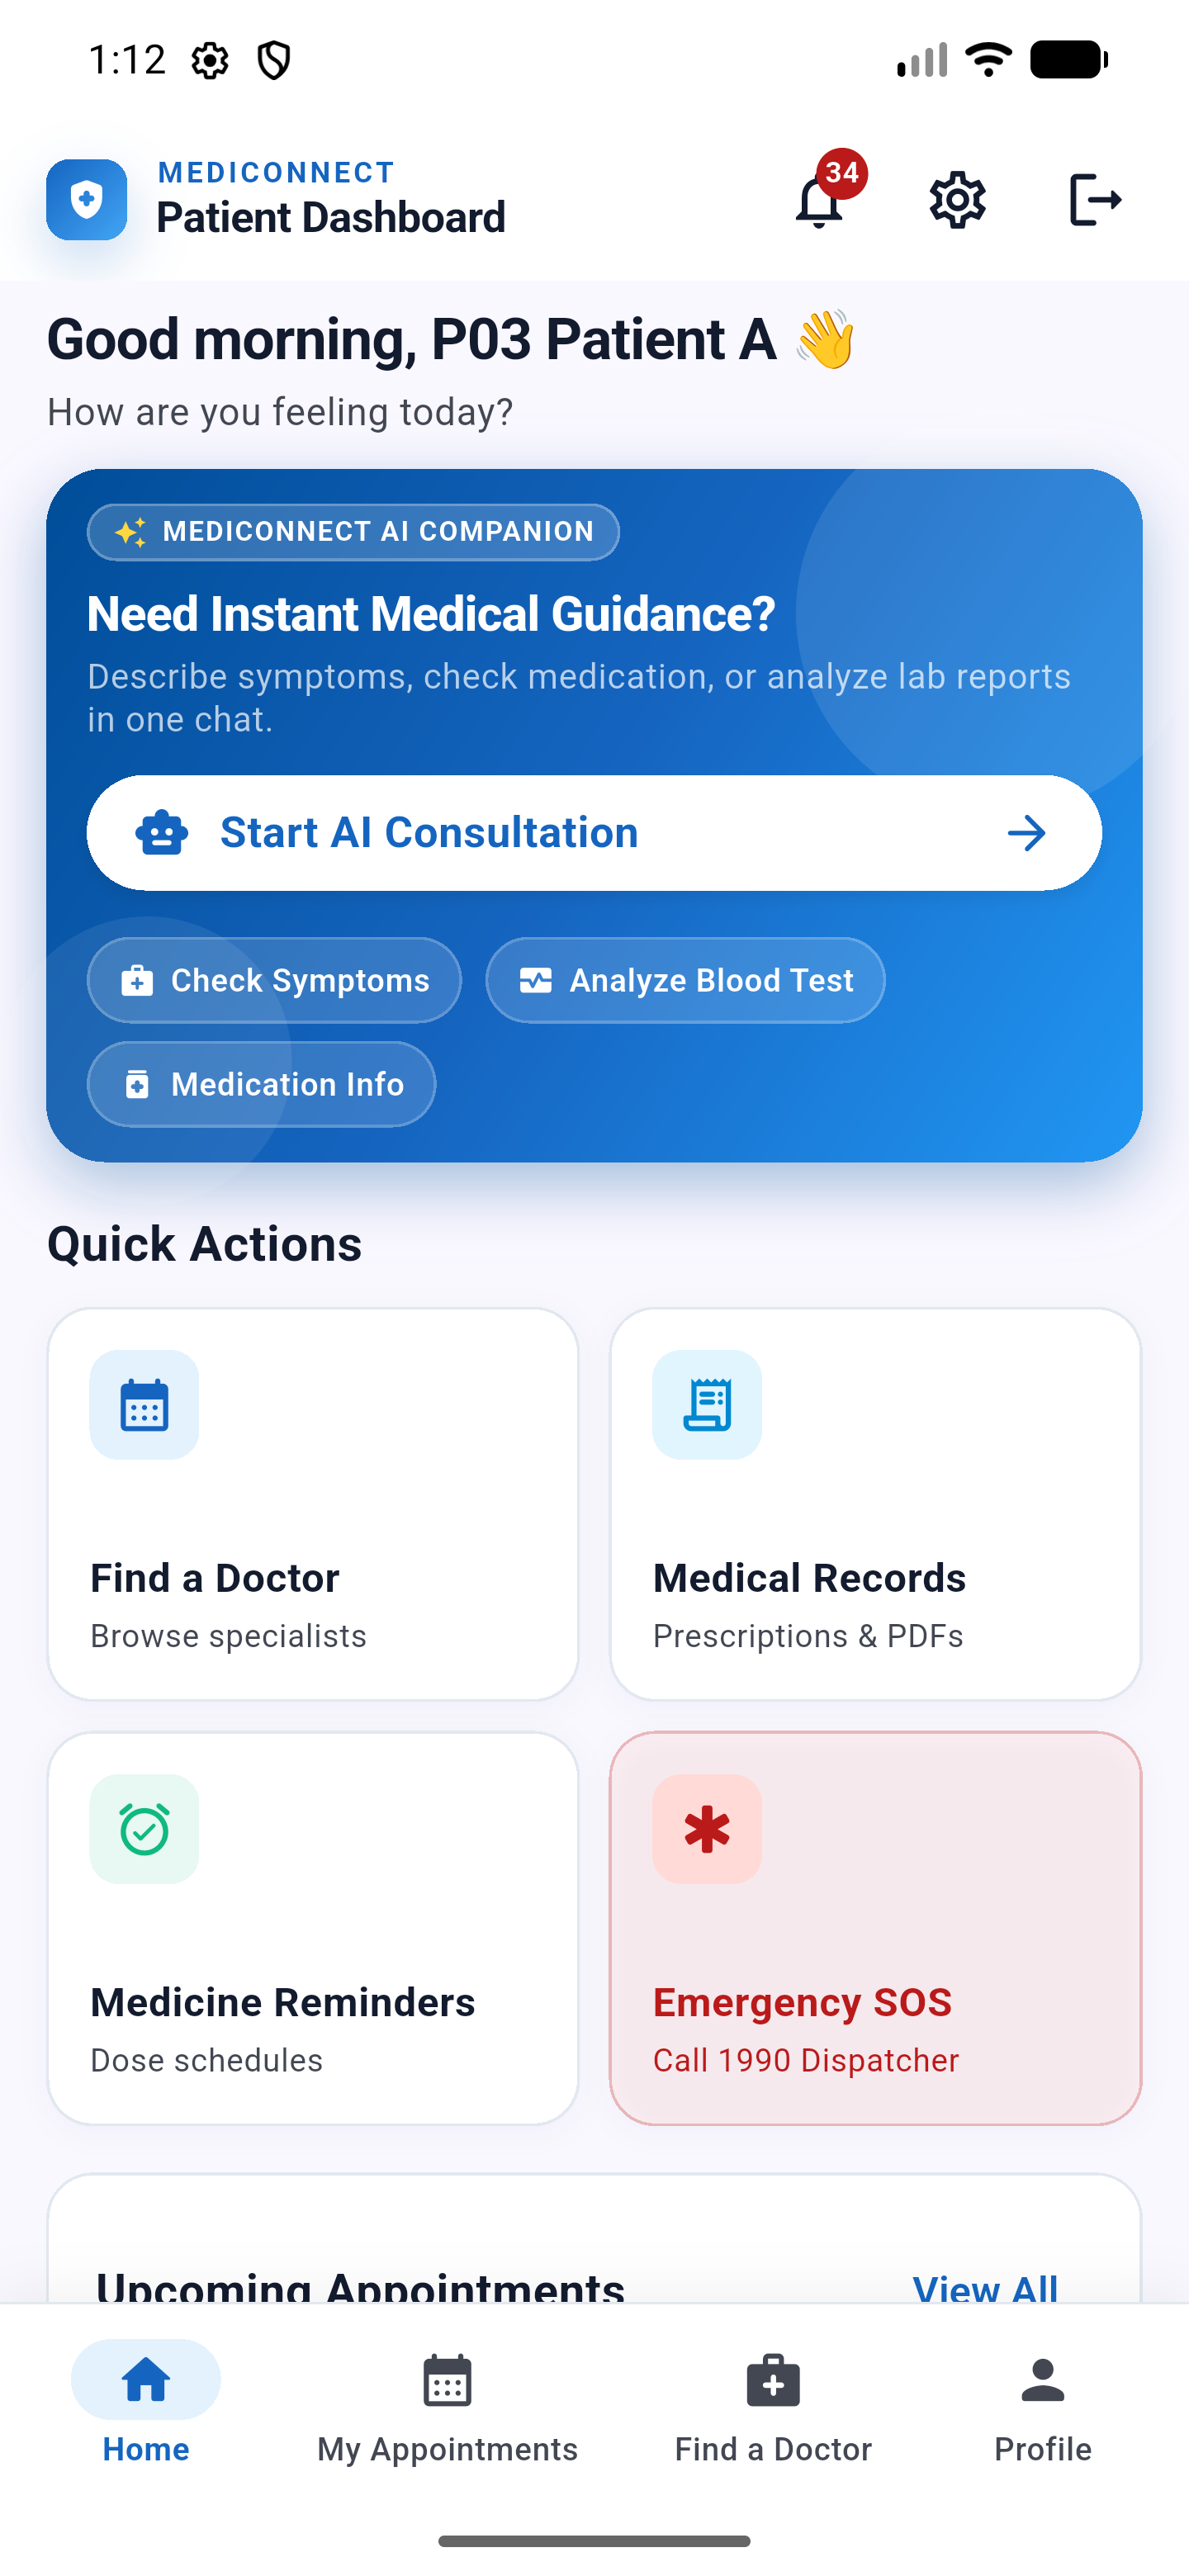 1:12
MEDICONNECT
Patient Dashboard
34
Good morning, P03 Patient A 👋
How are you feeling today?
MEDICONNECT AI COMPANION
Need Instant Medical Guidance?
Describe symptoms, check medication, or analyze lab reports
in one chat.
Start AI Consultation
Check Symptoms
Analyze Blood Test
Medication Info
Quick Actions
Find a Doctor
Browse specialists
Medical Records
Prescriptions & PDFs
Medicine Reminders
Dose schedules
Emergency SOS
Call 1990 Dispatcher
Upcoming Appointments
View All
Home
My Appointments
Find a Doctor
Profile